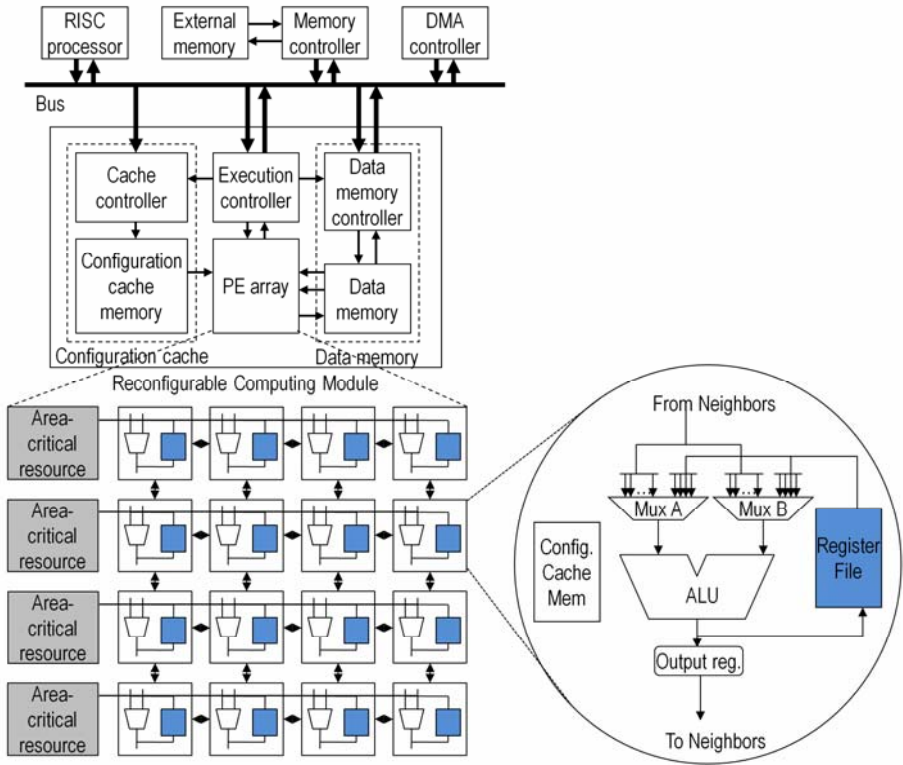 RISC
processor
External
memory
Memory
controller
DMA
controller
Bus
Cache
controller
Execution
controller
Data
memory
controller
Configuration
cache
memory
PE array
Data
memory
Configuration cache
Data memory
Reconfigurable Computing Module
Area-
critical
resource
Area-
critical
resource
Area-
critical
resource
Area-
critical
resource
From Neighbors
Mux A
Mux B
Config.
Cache
Mem
ALU
Register
File
Output reg.
To Neighbors